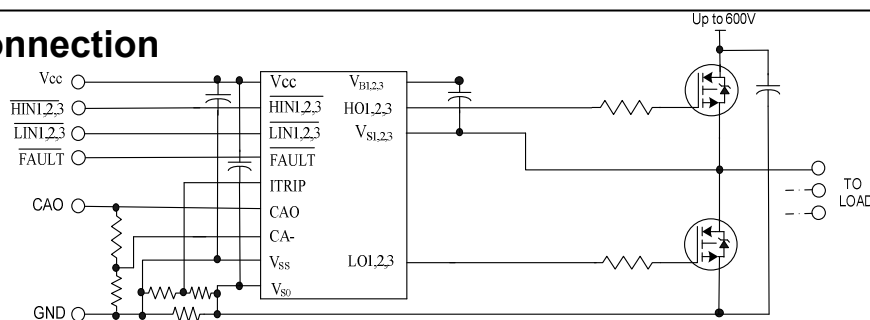 onnection
Up to 600V
Vcc
HIN1,2,3
LIN1,2,3
FAULT
CAO
GND
Vcc
HIN1,2,3
LIN1,2,3
FAULT
ITRIP
CAO
CA-
VSS
VS0
VB1,2,3
HO1,2,3
VS1,2,3
LO1,2,3
TO
LOAD